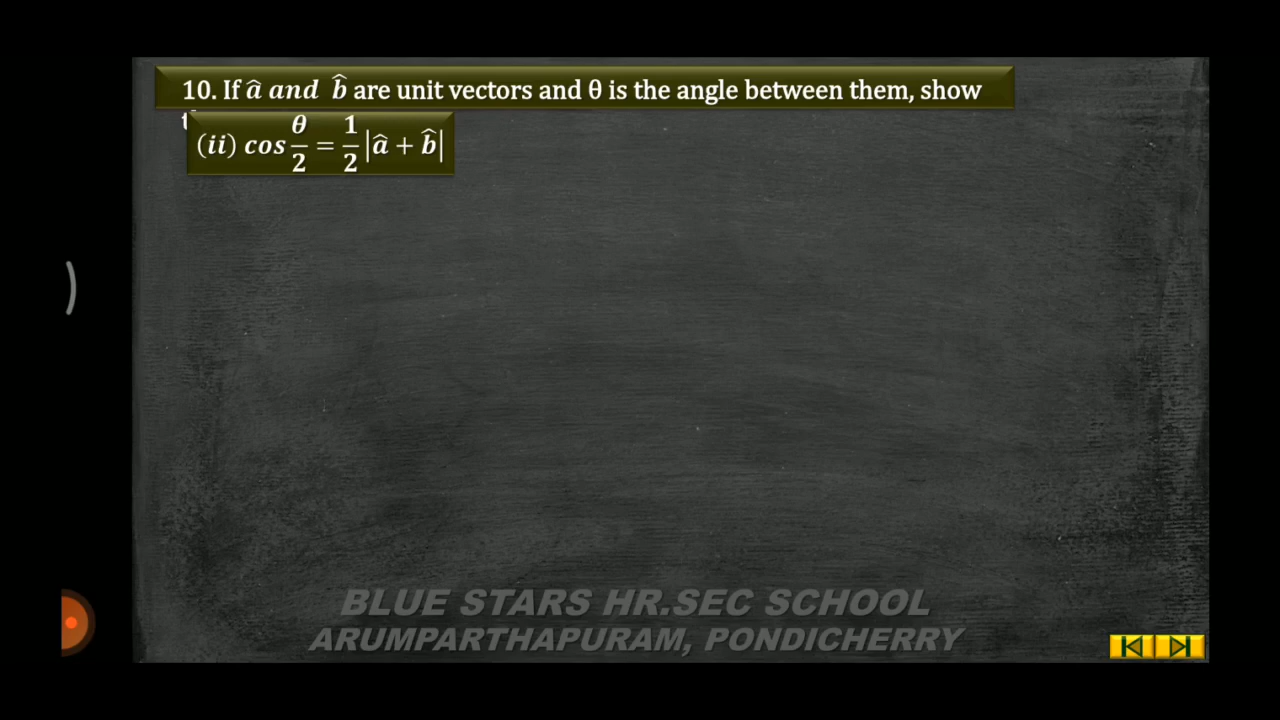 10. If â and b̂ are unit vectors and θ is the angle between them, show
(ii) cos θ/2 = 1/2 |â + b̂|
BLUE STARS HR.SEC SCHOOL
ARUMPARTHAPURAM, PONDICHERRY